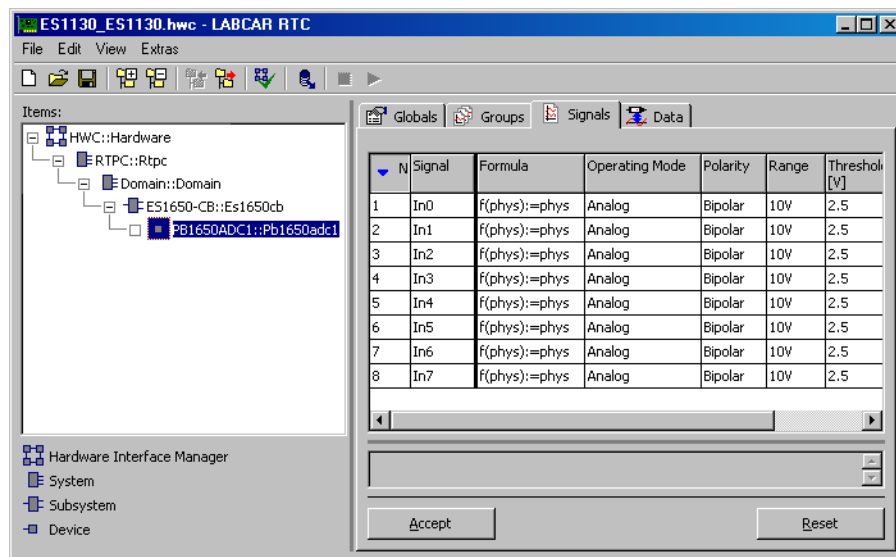 ES1130_ES1130.hwc - LABCAR RTC
File Edit View Extras
Items:
HWC::Hardware
RTPC::Rtpc
Domain::Domain
ES1650-CB::Es1650cb
PB1650ADC1::Pb1650adc1
Hardware Interface Manager
System
Subsystem
Device
Globals Groups Signals Data
N Signal Formula Operating Mode Polarity Range Threshol
[V]
1 In0 f(phys):=phys Analog Bipolar 10V 2.5
2 In1 f(phys):=phys Analog Bipolar 10V 2.5
3 In2 f(phys):=phys Analog Bipolar 10V 2.5
4 In3 f(phys):=phys Analog Bipolar 10V 2.5
5 In4 f(phys):=phys Analog Bipolar 10V 2.5
6 In5 f(phys):=phys Analog Bipolar 10V 2.5
7 In6 f(phys):=phys Analog Bipolar 10V 2.5
8 In7 f(phys):=phys Analog Bipolar 10V 2.5
Accept Reset